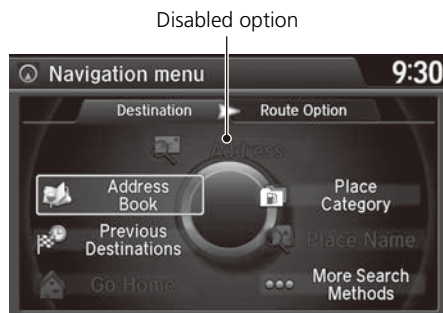 Disabled option
Navigation menu 9:30
Destination Route Option
Address
Address
Book
Place
Category
Previous
Destinations
Place Name
Go Home
More Search
Methods